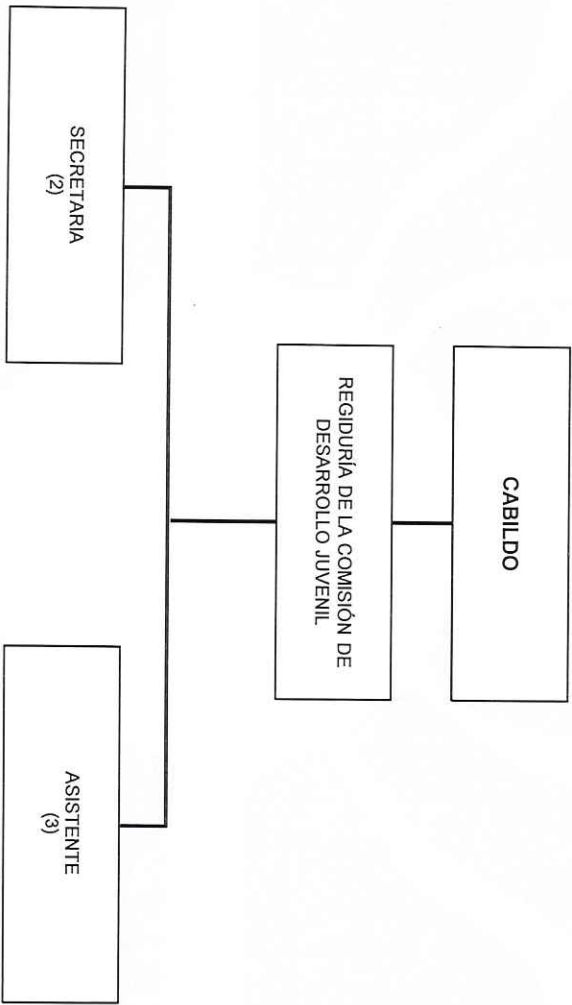 CABILDO
REGIDURÍA DE LA COMISIÓN DE
DESARROLLO JUVENIL
SECRETARIA
(2)
ASISTENTE
(3)